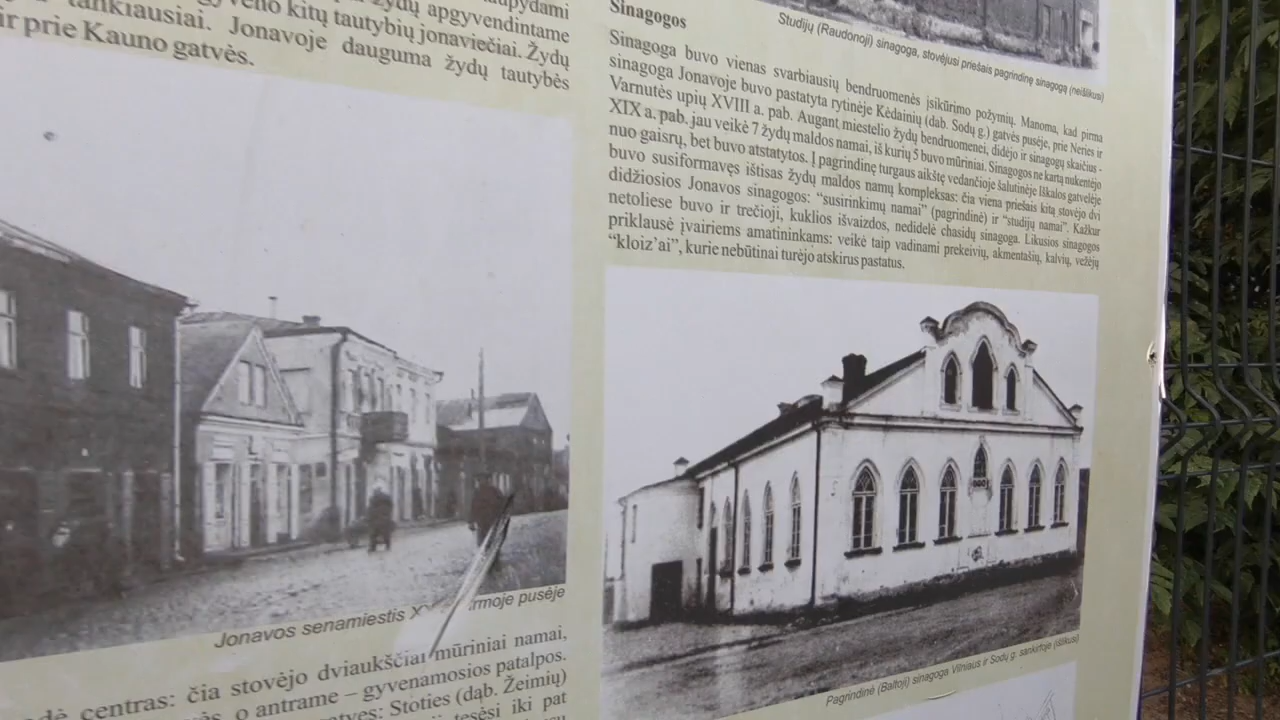 žydų apgyvendintame
kitų tautybių jonaviečiai. Žydų
tankiausiai. Jonavoje dauguma žydų tautybės
ir prie Kauno gatvės.
Jonavos senamiestis
pusėje
centras: čia stovėjo dviaukščiai mūriniai namai,
o antrame – gyvenamosios patalpos.
Stoties (dab. Žeimių)
tęsėsi iki pat
Sinagogos
Studijų (Raudonoji) sinagoga, stovėjusi priešais pagrindinę sinagogą (neišlikusi)
Sinagoga buvo vienas svarbiausių bendruomenės įsikūrimo požymių. Manoma, kad pirma
sinagoga Jonavoje buvo pastatyta rytinėje Kėdainių (dab. Sodų g.) gatvės pusėje, prie Neries ir
Varnutės upių XVIII a. pab. Augant miestelio žydų bendruomenei, didėjo ir sinagogų skaičius -
XIX a. pab. jau veikė 7 žydų maldos namai, iš kurių 5 buvo mūriniai. Sinagogos ne kartą nukentėjo
nuo gaisrų, bet buvo atstatytos. Į pagrindinę turgaus aikštę vedančioje šalutinėje Iškalos gatvelėje
buvo susiformavęs ištisas žydų maldos namų kompleksas: čia viena priešais kitą stovėjo dvi
didžiosios Jonavos sinagogos: “susirinkimų namai” (pagrindinė) ir “studijų namai”. Kažkur
netoliese buvo ir trečioji, kuklios išvaizdos, nedidelė chasidų sinagoga. Likusios sinagogos
priklausė įvairiems amatininkams: veikė taip vadinami prekeivių, akmentašių, kalvių, vežėjų
“kloiz’ai”, kurie nebūtinai turėjo atskirus pastatus.
Pagrindinė (Baltoji) sinagoga Vilniaus ir Sodų g. sankirtoje (išlikusi)